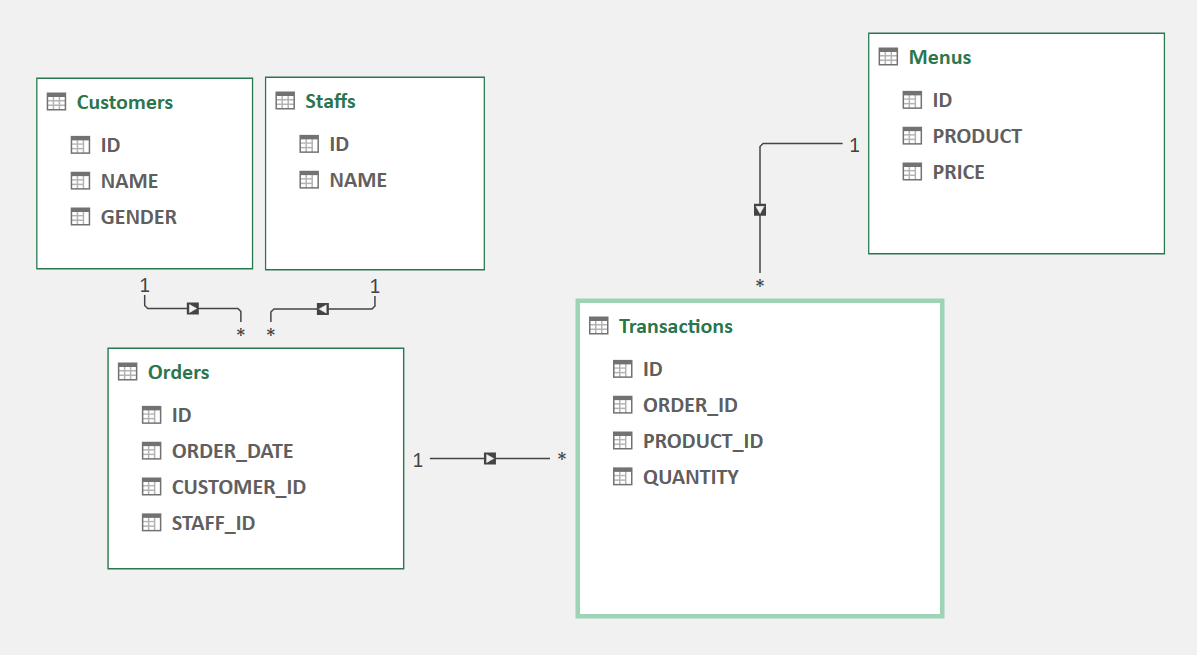 Customers
ID
NAME
GENDER
Staffs
ID
NAME
Menus
ID
PRODUCT
PRICE
1
*
1
*
1
*
Orders
ID
ORDER_DATE
CUSTOMER_ID
STAFF_ID
1
*
Transactions
ID
ORDER_ID
PRODUCT_ID
QUANTITY